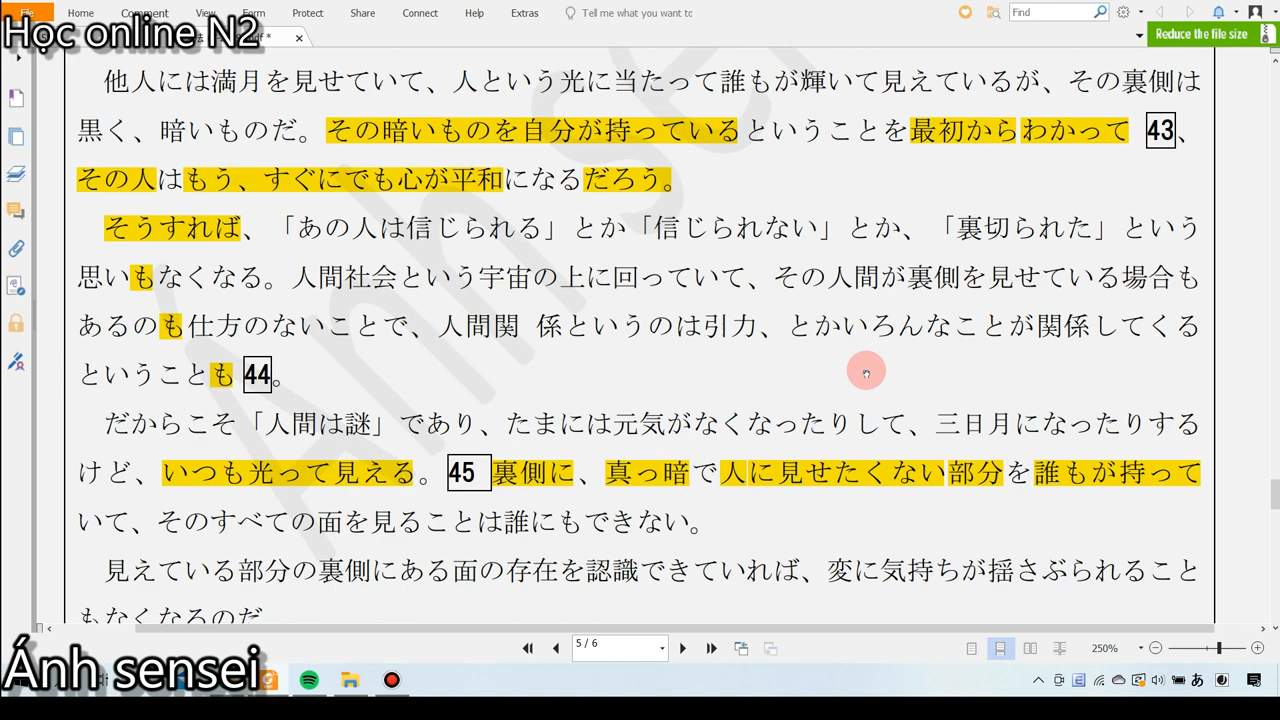 File Home Comment View Form Protect Share Connect Help Extras Tell me what you want to Find
Học online N2
df *
Reduce the file size
他人には満月を見せていて、人という光に当たって誰もが輝いて見えているが、その裏側は
黒く、暗いものだ。その暗いものを自分が持っているということを最初からわかって 43、
その人はもう、すぐにでも心が平和になるだろう。
そうすれば、「あの人は信じられる」とか「信じられない」とか、「裏切られた」という
思いもなくなる。人間社会という宇宙の上に回っていて、その人間が裏側を見せている場合も
あるのも仕方のないことで、人間関 係というのは引力、とかいろんなことが関係してくる
ということも 44。
だからこそ「人間は謎」であり、たまには元気がなくなったりして、三日月になったりする
けど、いつも光って見える。 45 裏側に、真っ暗で人に見せたくない部分を誰もが持って
いて、そのすべての面を見ることは誰にもできない。
見えている部分の裏側にある面の存在を認識できていれば、変に気持ちが揺さぶられること
もなくなるのだ
Ánh sen
5 / 6
250%
Ánh sensei
あ